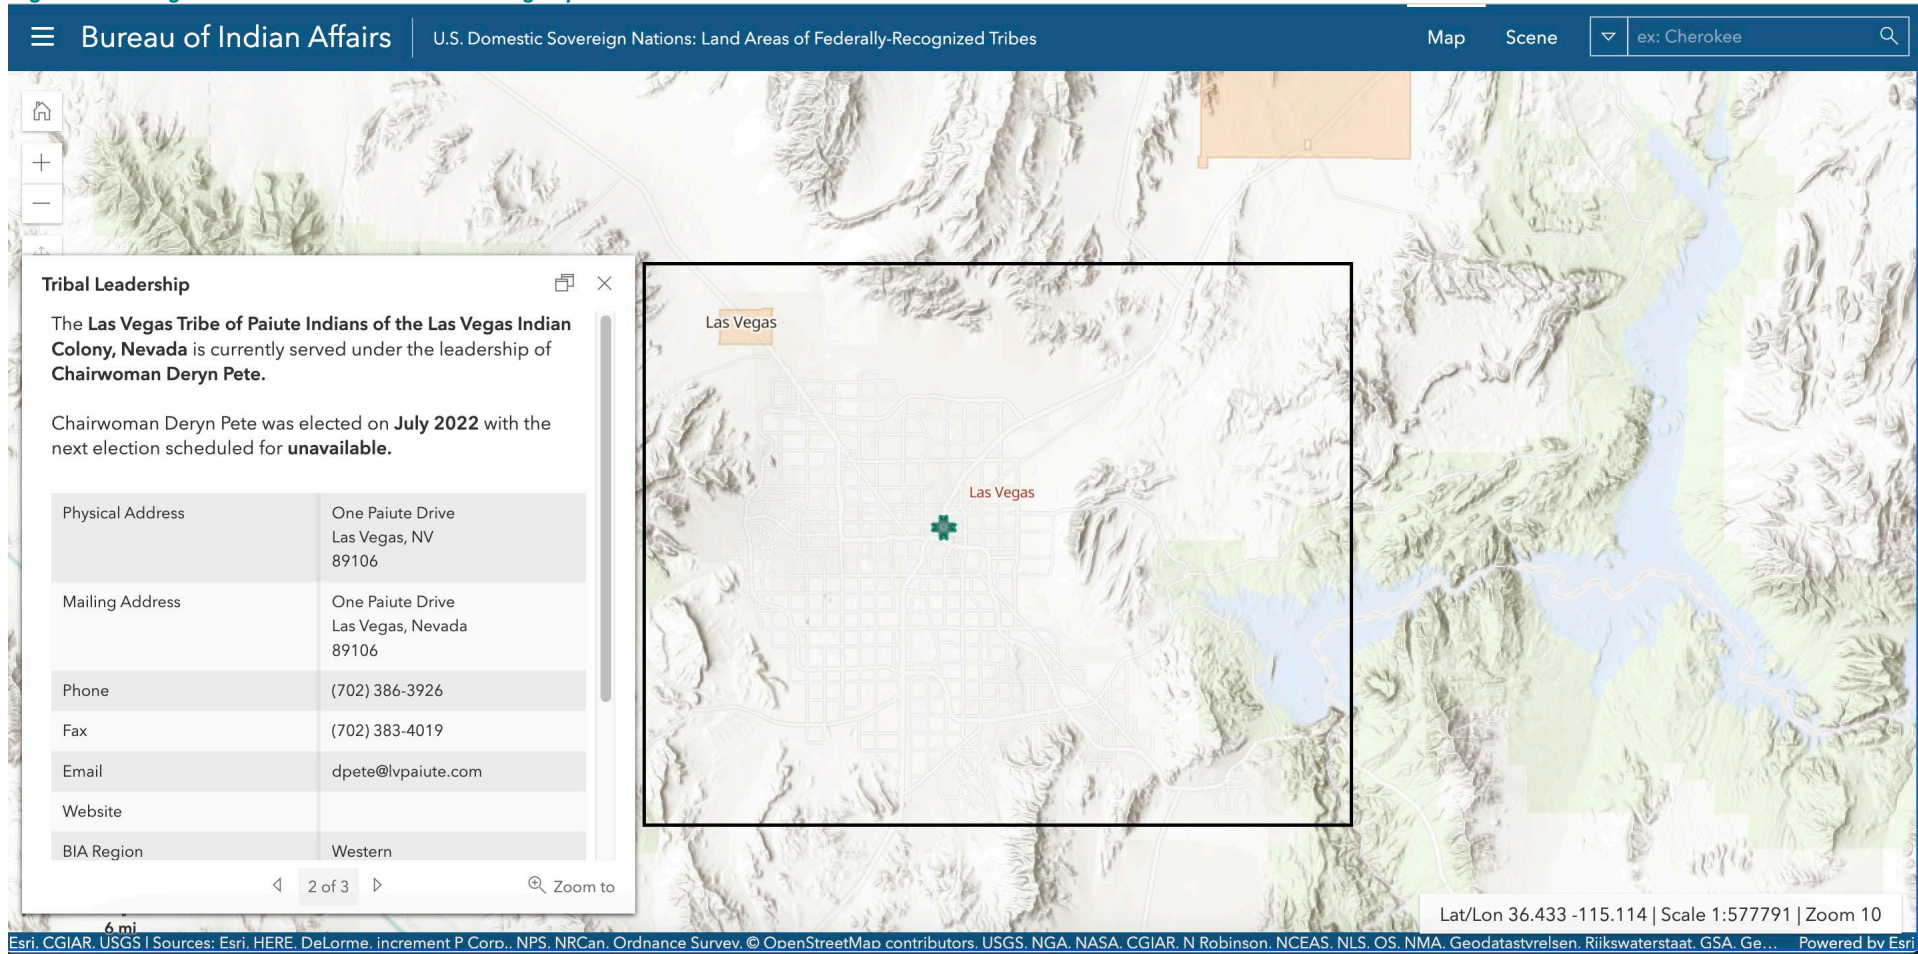 Bureau of Indian Affairs
U.S. Domestic Sovereign Nations: Land Areas of Federally-Recognized Tribes
Map
Scene
ex: Cherokee
Tribal Leadership
The Las Vegas Tribe of Paiute Indians of the Las Vegas Indian
Colony, Nevada is currently served under the leadership of
Chairwoman Deryn Pete.
Chairwoman Deryn Pete was elected on July 2022 with the
next election scheduled for unavailable.
Physical Address
One Paiute Drive
Las Vegas, NV
89106
Mailing Address
One Paiute Drive
Las Vegas, Nevada
89106
Phone
(702) 386-3926
Fax
(702) 383-4019
Email
dpete@lvpaiute.com
Website
BIA Region
Western
2 of 3
Zoom to
Las Vegas
Las Vegas
6 mi
Lat/Lon 36.433 -115.114 | Scale 1:577791 | Zoom 10
Esri, CGIAR, USGS | Sources: Esri, HERE, DeLorme, increment P Corp., NPS, NRCan, Ordnance Survey, © OpenStreetMap contributors, USGS, NGA, NASA, CGIAR, N Robinson, NCEAS, NLS, OS, NMA, Geodatastyrelsen, Rijkswaterstaat, GSA, Ge...
Powered by Esri